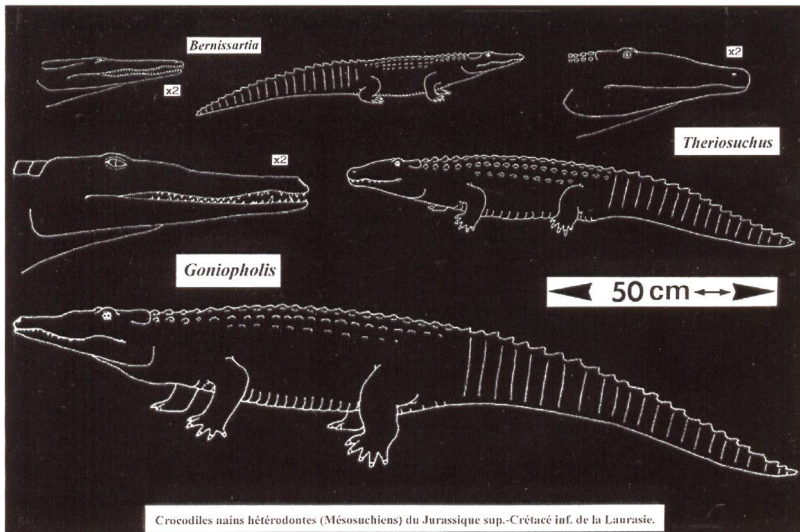 Bernissartia
x2
x2
Theriosuchus
x2
Goniopholis
50 cm
Crocodiles nains hétérodontes (Mésosuchiens) du Jurassique sup.-Crétacé inf. de la Laurasie.